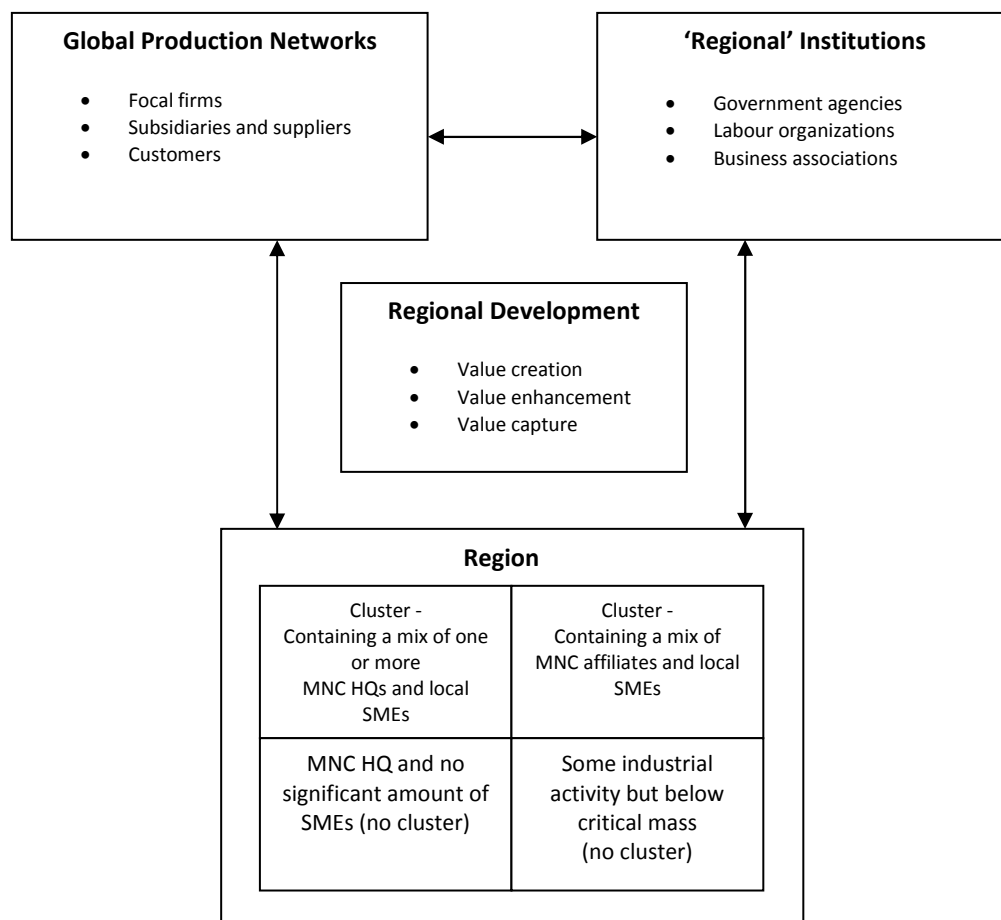 Global Production Networks
• Focal firms
• Subsidiaries and suppliers
• Customers
‘Regional’ Institutions
• Government agencies
• Labour organizations
• Business associations
Regional Development
• Value creation
• Value enhancement
• Value capture
Region
Cluster -
Containing a mix of one
or more
MNC HQs and local
SMEs
Cluster -
Containing a mix of
MNC affiliates and local
SMEs
MNC HQ and no
significant amount of
SMEs (no cluster)
Some industrial
activity but below
critical mass
(no cluster)